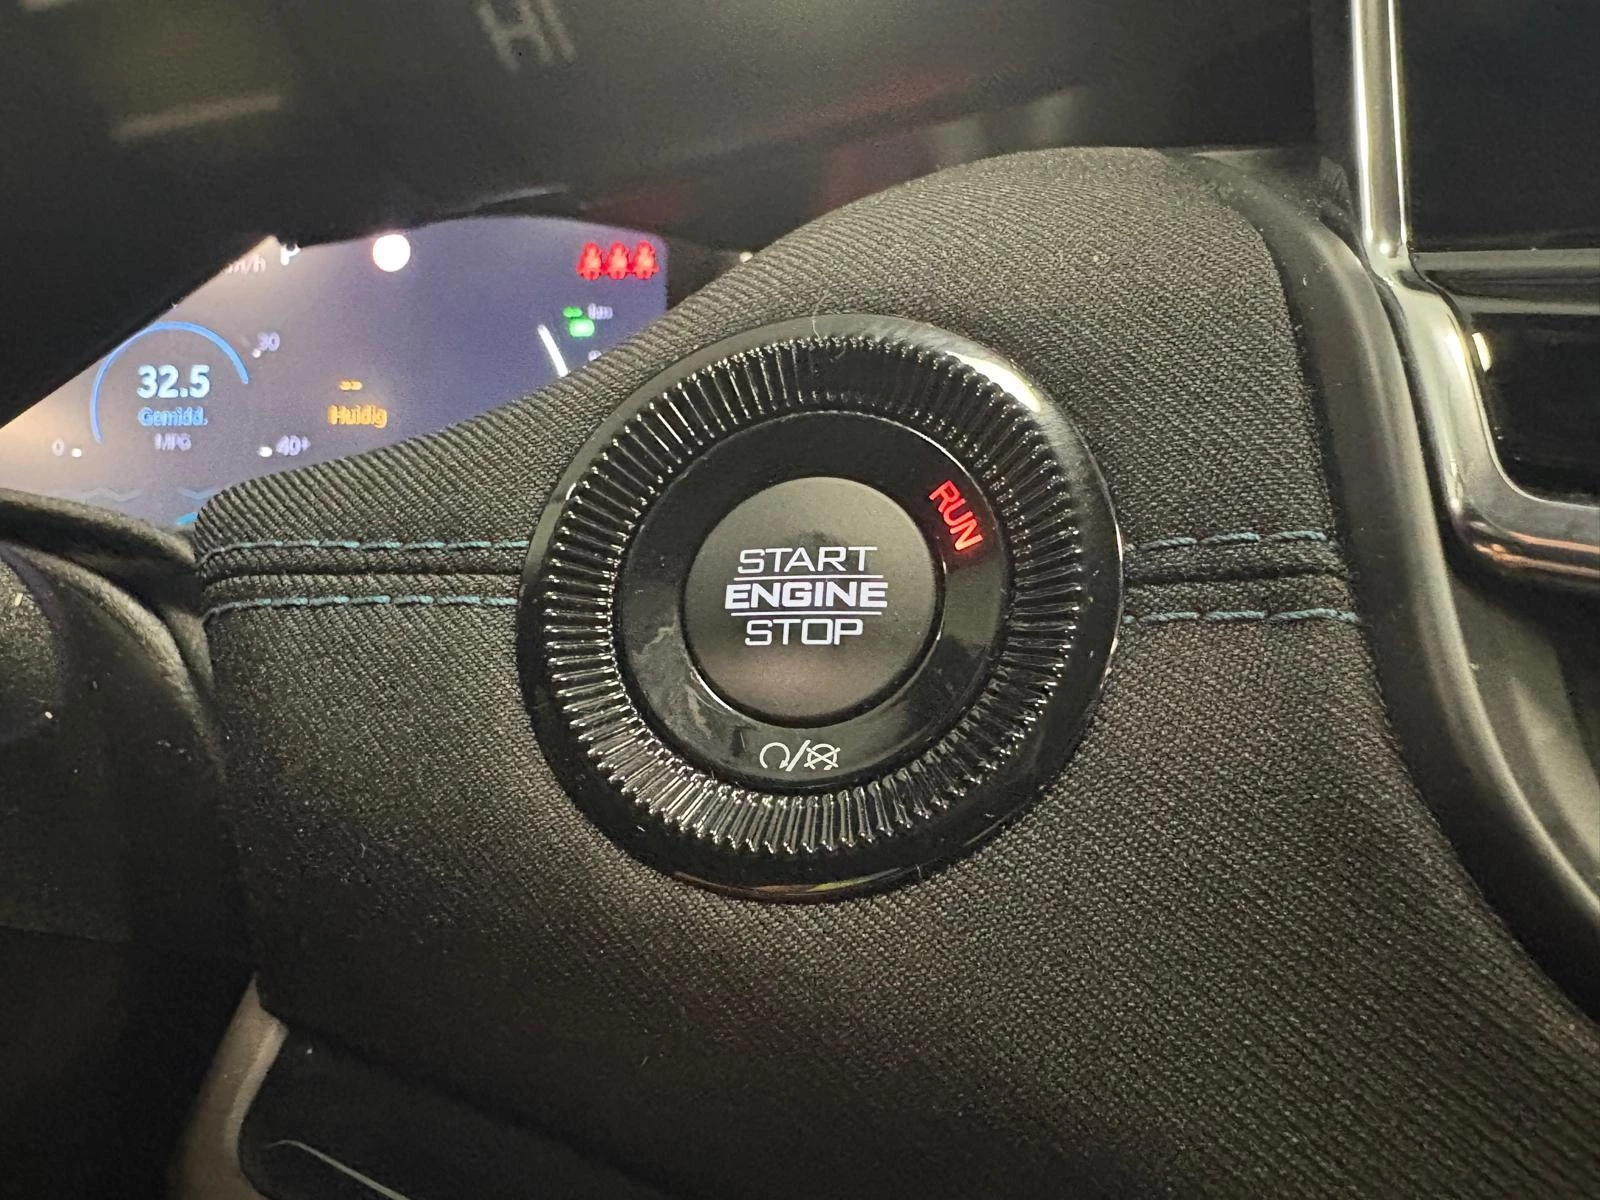 m/h
P
30
32.5
Gemidd.
MPG
0
40+
Huidig
RUN
START
ENGINE
STOP